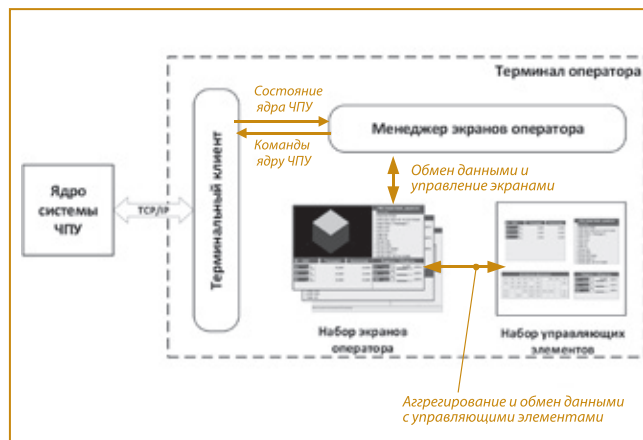 Терминал оператора
Состояние
ядра ЧПУ
Менеджер экранов оператора
Команды
ядру ЧПУ
Терминальный клиент
Обмен данными и
управление экранами
Ядро
системы
ЧПУ
TCP/IP
Набор экранов
оператора
Набор управляющих
элементов
Аггрегирование и обмен данными
с управляющими элементами